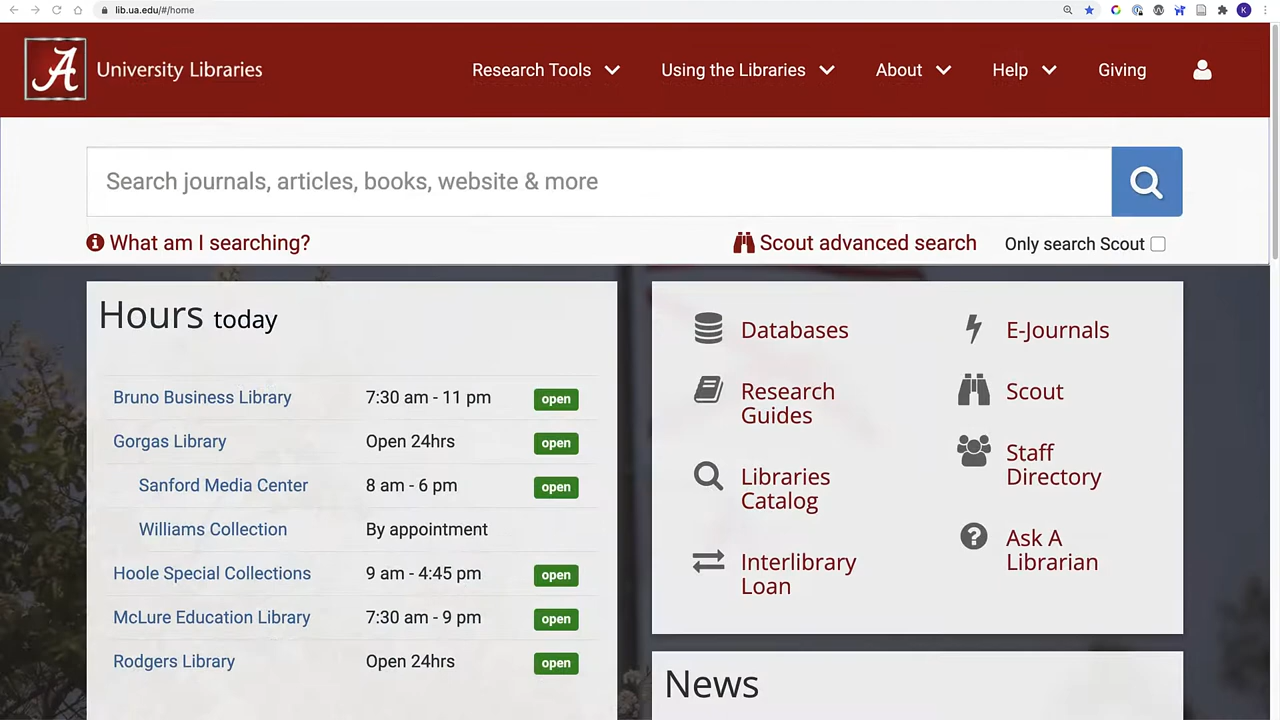 lib.ua.edu/#/home
K
A
University Libraries
Research Tools
Using the Libraries
About
Help
Giving
Search journals, articles, books, website & more
What am I searching?
Scout advanced search
Only search Scout
Hours today
Bruno Business Library 7:30 am - 11 pm open
Gorgas Library Open 24hrs open
Sanford Media Center 8 am - 6 pm open
Williams Collection By appointment
Hoole Special Collections 9 am - 4:45 pm open
McLure Education Library 7:30 am - 9 pm open
Rodgers Library Open 24hrs open
Databases
Research
Guides
Libraries
Catalog
Interlibrary
Loan
E-Journals
Scout
Staff
Directory
Ask A
Librarian
News